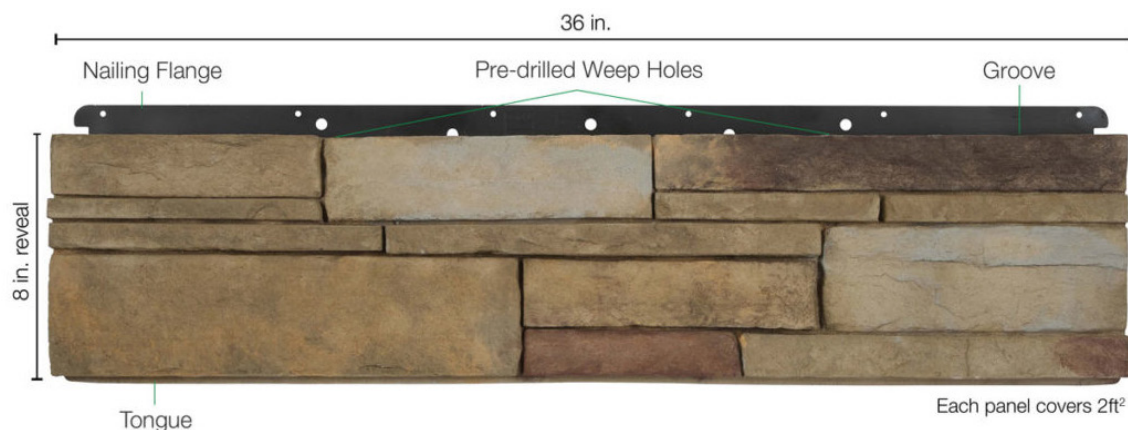 36 in.
Nailing Flange
Pre-drilled Weep Holes
Groove
8 in. reveal
Tongue
Each panel covers 2ft²